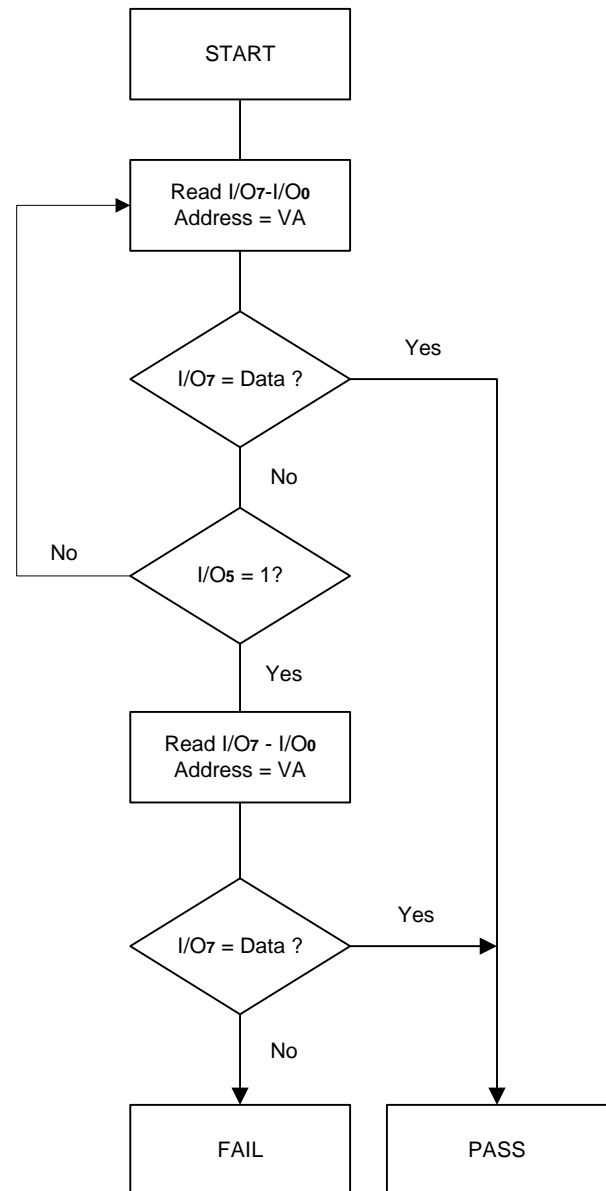 START
Read I/O7-I/O0
Address = VA
Yes
I/O7 = Data ?
No
No
I/O5 = 1?
Yes
Read I/O7 - I/O0
Address = VA
Yes
I/O7 = Data ?
No
FAIL
PASS